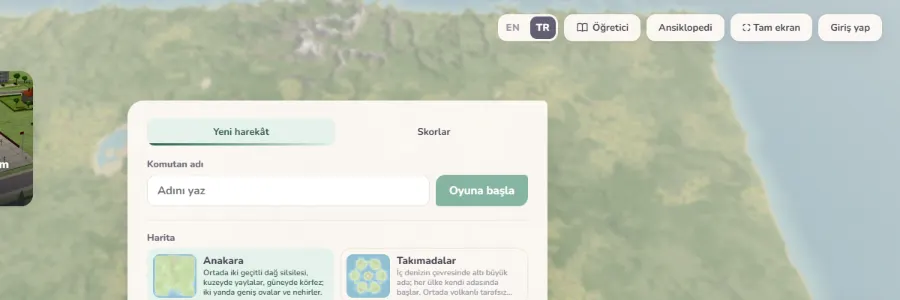 EN TR Öğretici Ansiklopedi Tam ekran Giriş yap
m
Yeni harekât Skorlar
Komutan adı
Adını yaz Oyuna başla
Harita
Anakara
Ortada iki geçitli dağ silsilesi,
kuzeyde yaylalar, güneyde körfez;
iki yanda geniş ovalar ve nehirler.
Takımadalar
İç denizin çevresinde altı büyük
ada; her ülke kendi adasında
başlar. Ortada volkanlı tarafsız...